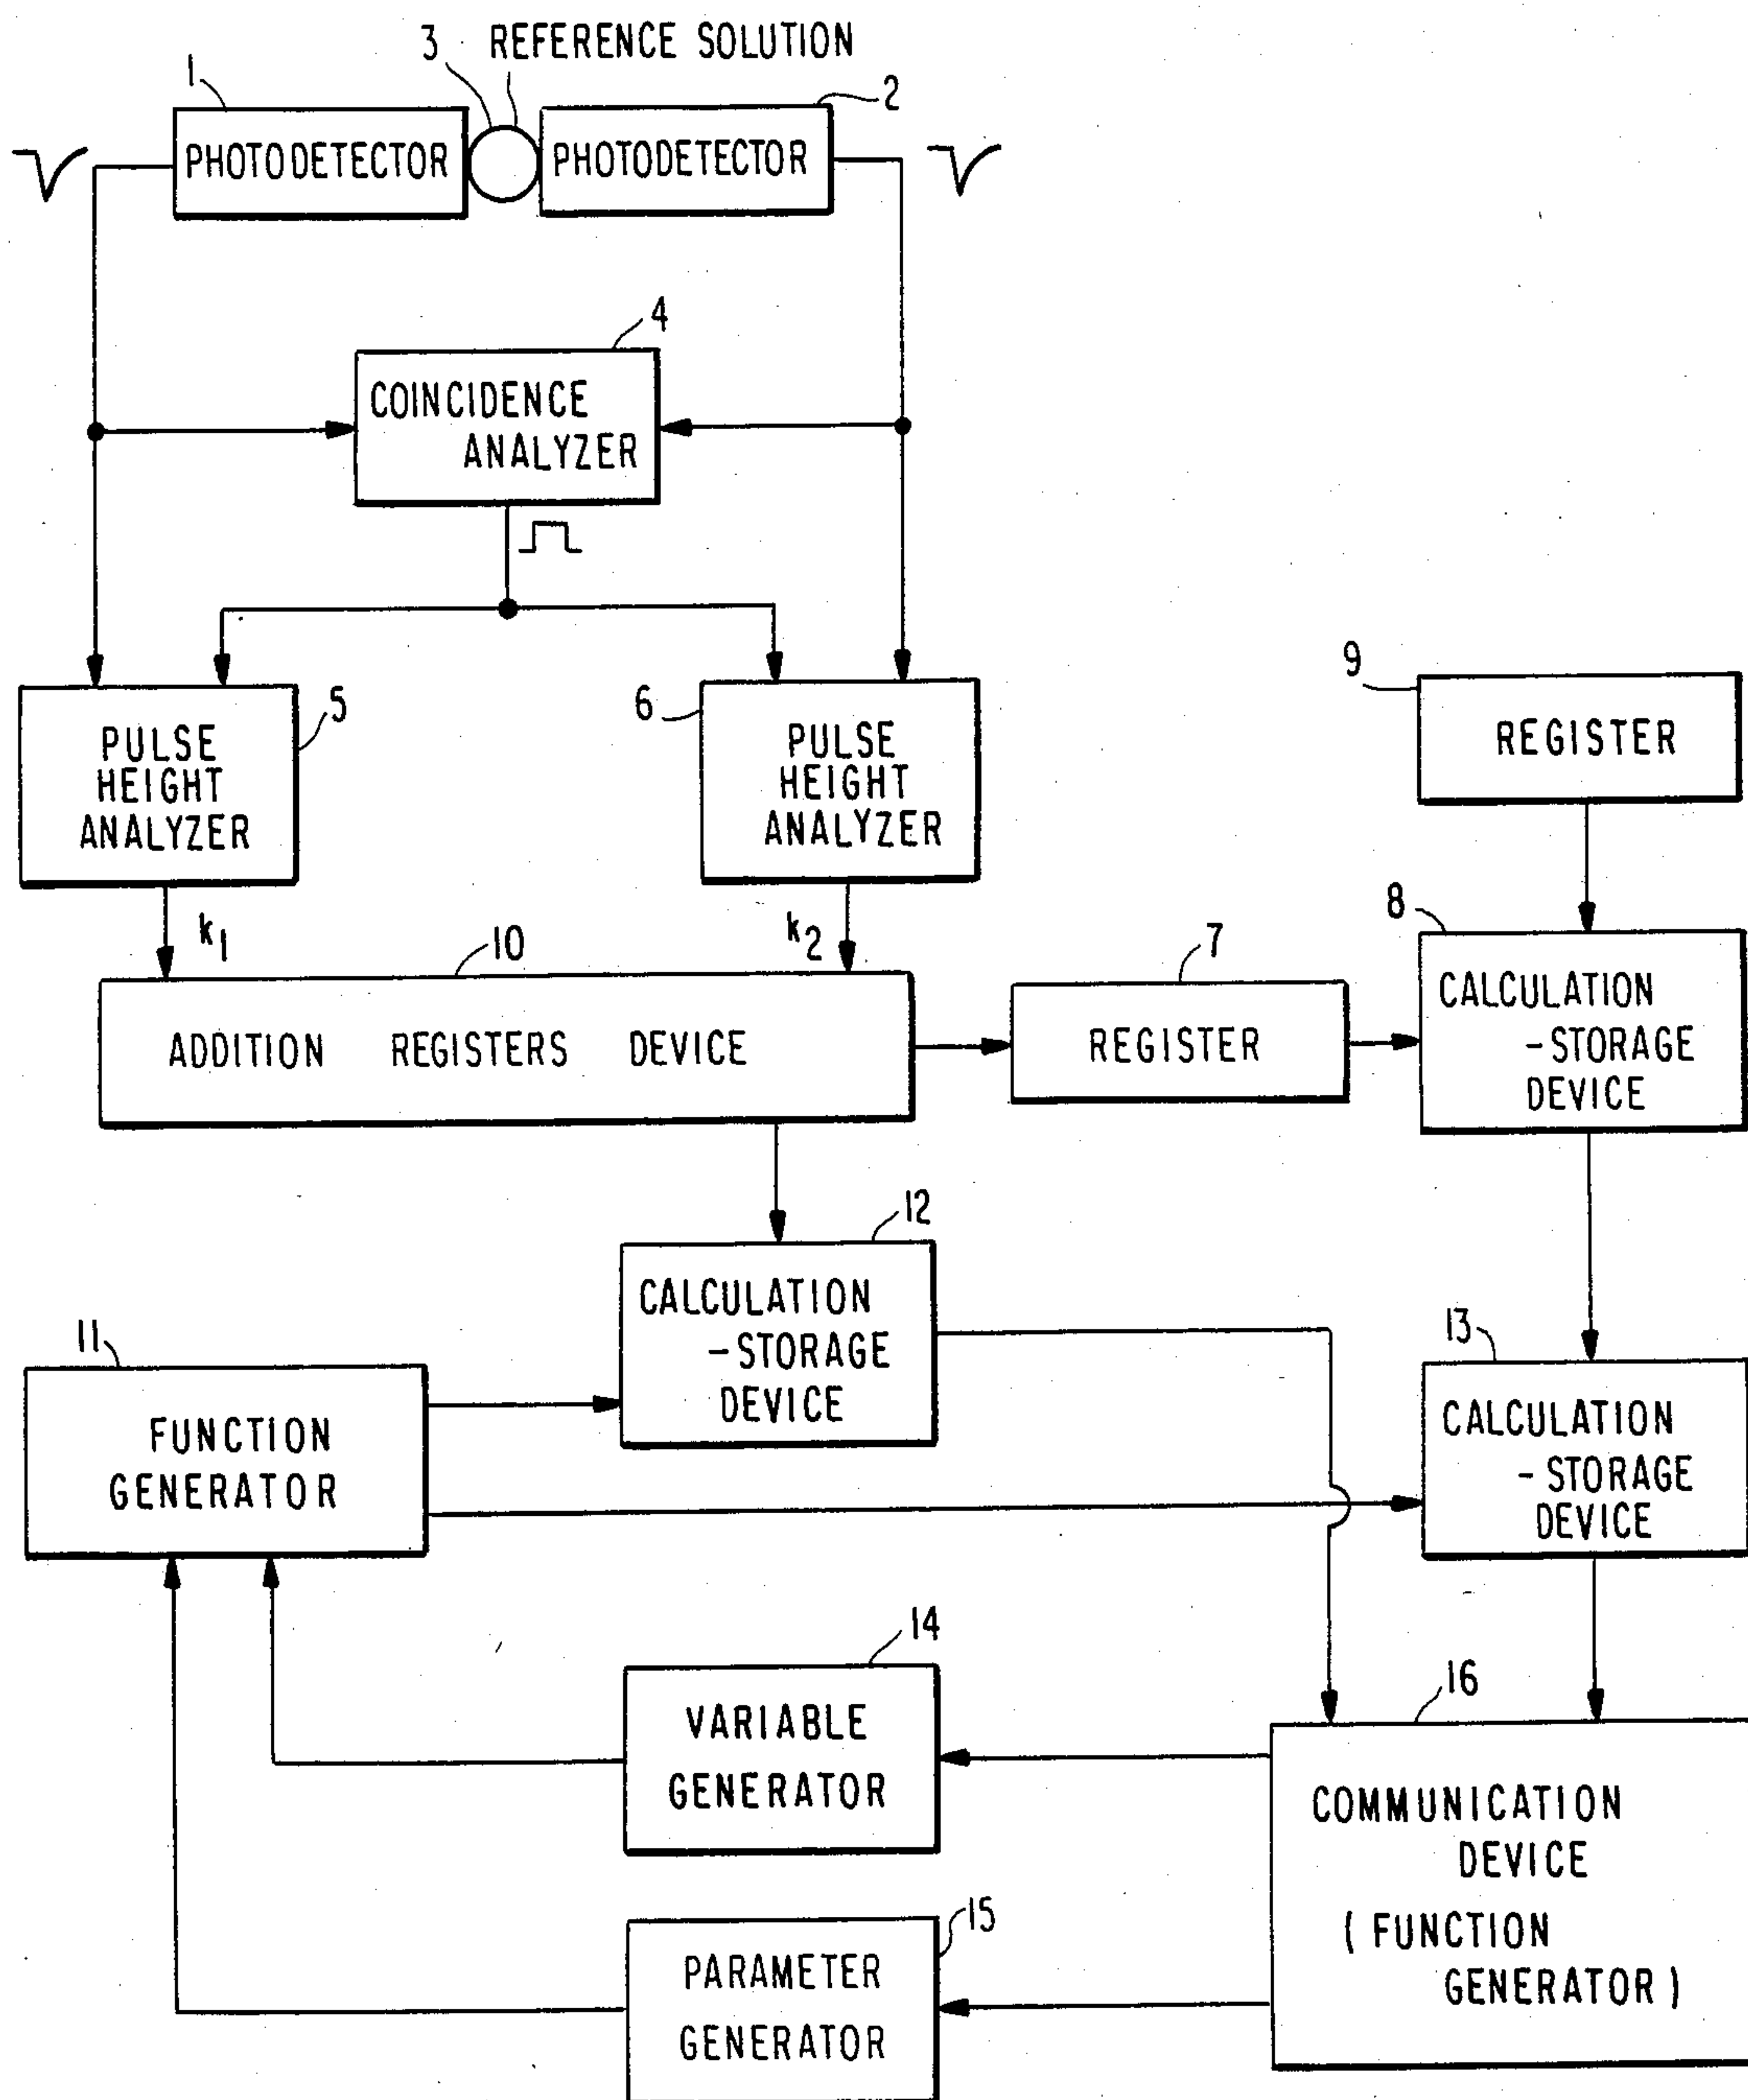 3 REFERENCE SOLUTION
1
2
PHOTODETECTOR
PHOTODETECTOR
4
COINCIDENCE
ANALYZER
5
PULSE
HEIGHT
ANALYZER
6
PULSE
HEIGHT
ANALYZER
9
REGISTER
k1
k2
10
ADDITION REGISTERS DEVICE
7
REGISTER
8
CALCULATION
-STORAGE
DEVICE
12
CALCULATION
-STORAGE
DEVICE
11
FUNCTION
GENERATOR
13
CALCULATION
-STORAGE
DEVICE
14
VARIABLE
GENERATOR
16
COMMUNICATION
DEVICE
(FUNCTION
GENERATOR)
15
PARAMETER
GENERATOR